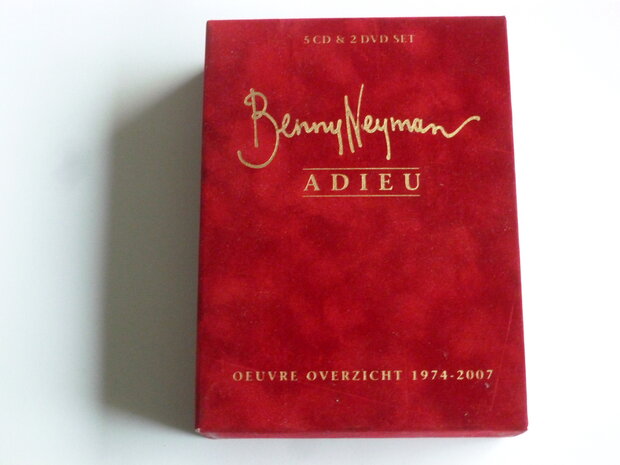 5 CD & 2 DVD SET
Benny Neyman
ADIEU
OEUVRE OVERZICHT 1974-2007